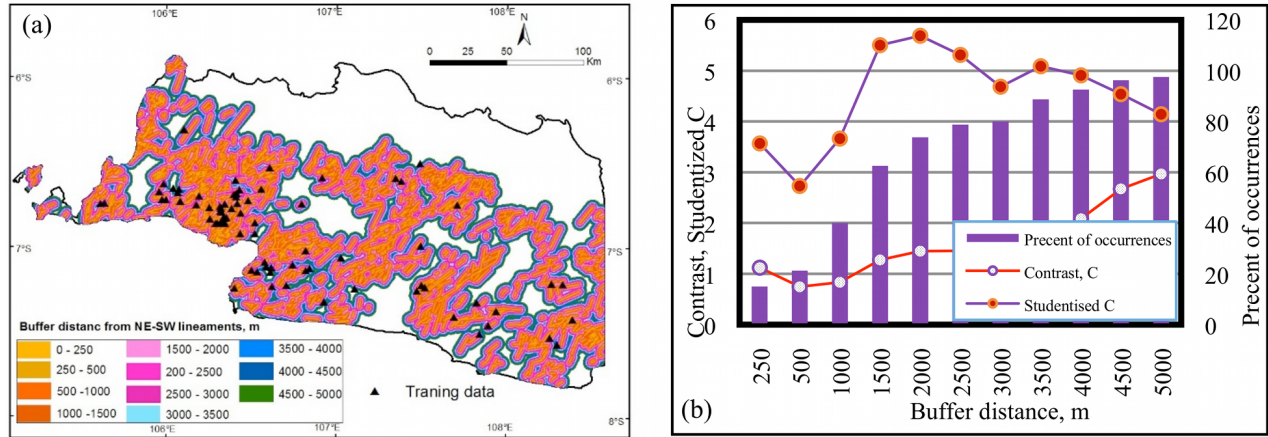 (a)
106°E 107°E 108°E
N
0 25 50 100
Km
6°S 6°S
7°S 7°S
Buffer distanc from NE-SW lineaments, m
0 - 250 1500 - 2000 3500 - 4000
250 - 500 200 - 2500 4000 - 4500
500 -1000 2500 - 3000 4500 - 5000
1000 -1500 3000 - 3500
Traning data
8°S
106°E 107°E 108°E
(b)
Contrast, Studentized C
6
5
4
3
2
1
0
120
100
80
60
40
20
0
Precent of occurrences
Precent of occurrences
Contrast, C
Studentised C
250 500 1000 1500 2000 2500 3000 3500 4000 4500 5000
Buffer distance, m